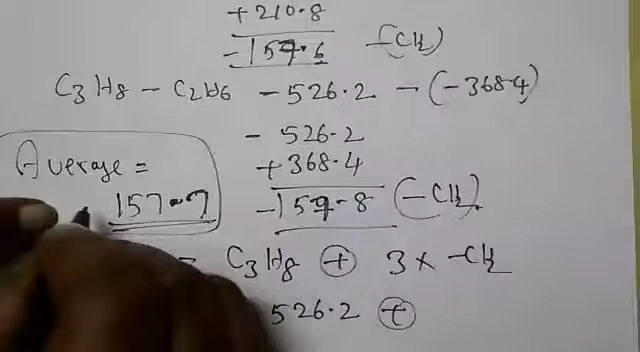 +210.8
-157.6 -(CH₂)
C3H8 - C2H6 -526.2 -(-368.4)
- 526.2
Average = +368.4
157.7 -157.8 (-CH₂).
= C3H8 + 3x -CH₂
526.2 +